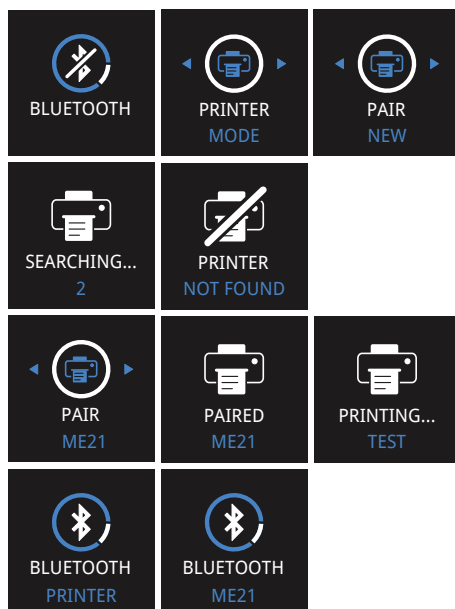 BLUETOOTH
PRINTER
MODE
PAIR
NEW
SEARCHING...
2
PRINTER
NOT FOUND
PAIR
ME21
PAIRED
ME21
PRINTING...
TEST
BLUETOOTH
PRINTER
BLUETOOTH
ME21